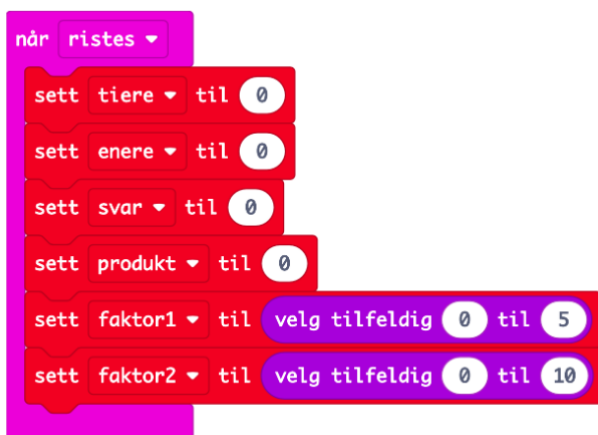 når ristes
sett tiere til 0
sett enere til 0
sett svar til 0
sett produkt til 0
sett faktor1 til velg tilfeldig 0 til 5
sett faktor2 til velg tilfeldig 0 til 10